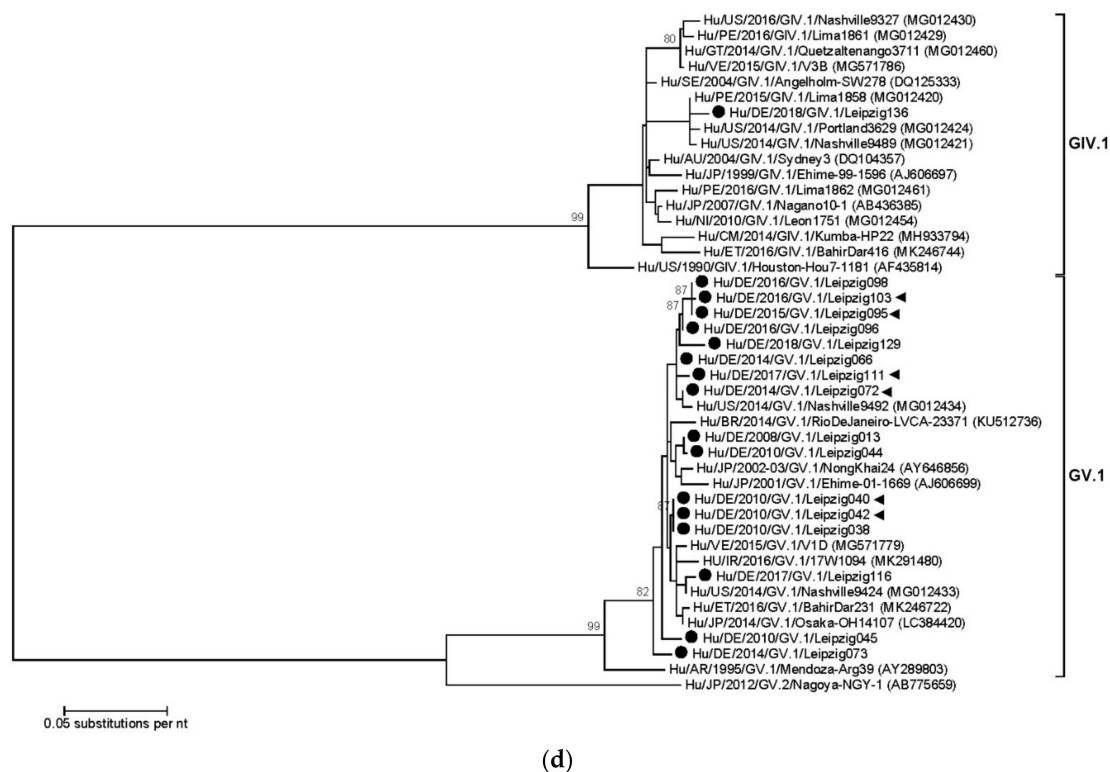 Hu/US/2016/GIV.1/Nashville9327 (MG012430)
80
Hu/PE/2016/GIV.1/Lima1861 (MG012429)
Hu/GT/2014/GIV.1/Quetzaltenango3711 (MG012460)
Hu/VE/2015/GIV.1/V3B (MG571786)
Hu/SE/2004/GIV.1/Angelholm-SW278 (DQ125333)
Hu/PE/2015/GIV.1/Lima1858 (MG012420)
Hu/DE/2018/GIV.1/Leipzig136
Hu/US/2014/GIV.1/Portland3629 (MG012424)
Hu/US/2014/GIV.1/Nashville9489 (MG012421)
GIV.1
Hu/AU/2004/GIV.1/Sydney3 (DQ104357)
Hu/JP/1999/GIV.1/Ehime-99-1596 (AJ606697)
Hu/PE/2016/GIV.1/Lima1862 (MG012461)
Hu/JP/2007/GIV.1/Nagano10-1 (AB436385)
99
Hu/NI/2010/GIV.1/Leon1751 (MG012454)
Hu/CM/2014/GIV.1/Kumba-HP22 (MH933794)
Hu/ET/2016/GIV.1/BahirDar416 (MK246744)
Hu/US/1990/GIV.1/Houston-Hou7-1181 (AF435814)
Hu/DE/2016/GV.1/Leipzig098
87
Hu/DE/2016/GV.1/Leipzig103
87
Hu/DE/2015/GV.1/Leipzig095
Hu/DE/2016/GV.1/Leipzig096
Hu/DE/2018/GV.1/Leipzig129
Hu/DE/2014/GV.1/Leipzig066
Hu/DE/2017/GV.1/Leipzig111
Hu/DE/2014/GV.1/Leipzig072
Hu/US/2014/GV.1/Nashville9492 (MG012434)
Hu/BR/2014/GV.1/RioDeJaneiro-LVCA-23371 (KU512736)
Hu/DE/2008/GV.1/Leipzig013
Hu/DE/2010/GV.1/Leipzig044
Hu/JP/2002-03/GV.1/NongKhai24 (AY646856)
GV.1
Hu/JP/2001/GV.1/Ehime-01-1669 (AJ606699)
Hu/DE/2010/GV.1/Leipzig040
87
Hu/DE/2010/GV.1/Leipzig042
Hu/DE/2010/GV.1/Leipzig038
Hu/VE/2015/GV.1/V1D (MG571779)
HU/IR/2016/GV.1/17W1094 (MK291480)
Hu/DE/2017/GV.1/Leipzig116
82
Hu/US/2014/GV.1/Nashville9424 (MG012433)
Hu/ET/2016/GV.1/BahirDar231 (MK246722)
99
Hu/JP/2014/GV.1/Osaka-OH14107 (LC384420)
Hu/DE/2010/GV.1/Leipzig045
Hu/DE/2014/GV.1/Leipzig073
Hu/AR/1995/GV.1/Mendoza-Arg39 (AY289803)
Hu/JP/2012/GV.2/Nagoya-NGY-1 (AB775659)
0.05 substitutions per nt
(d)